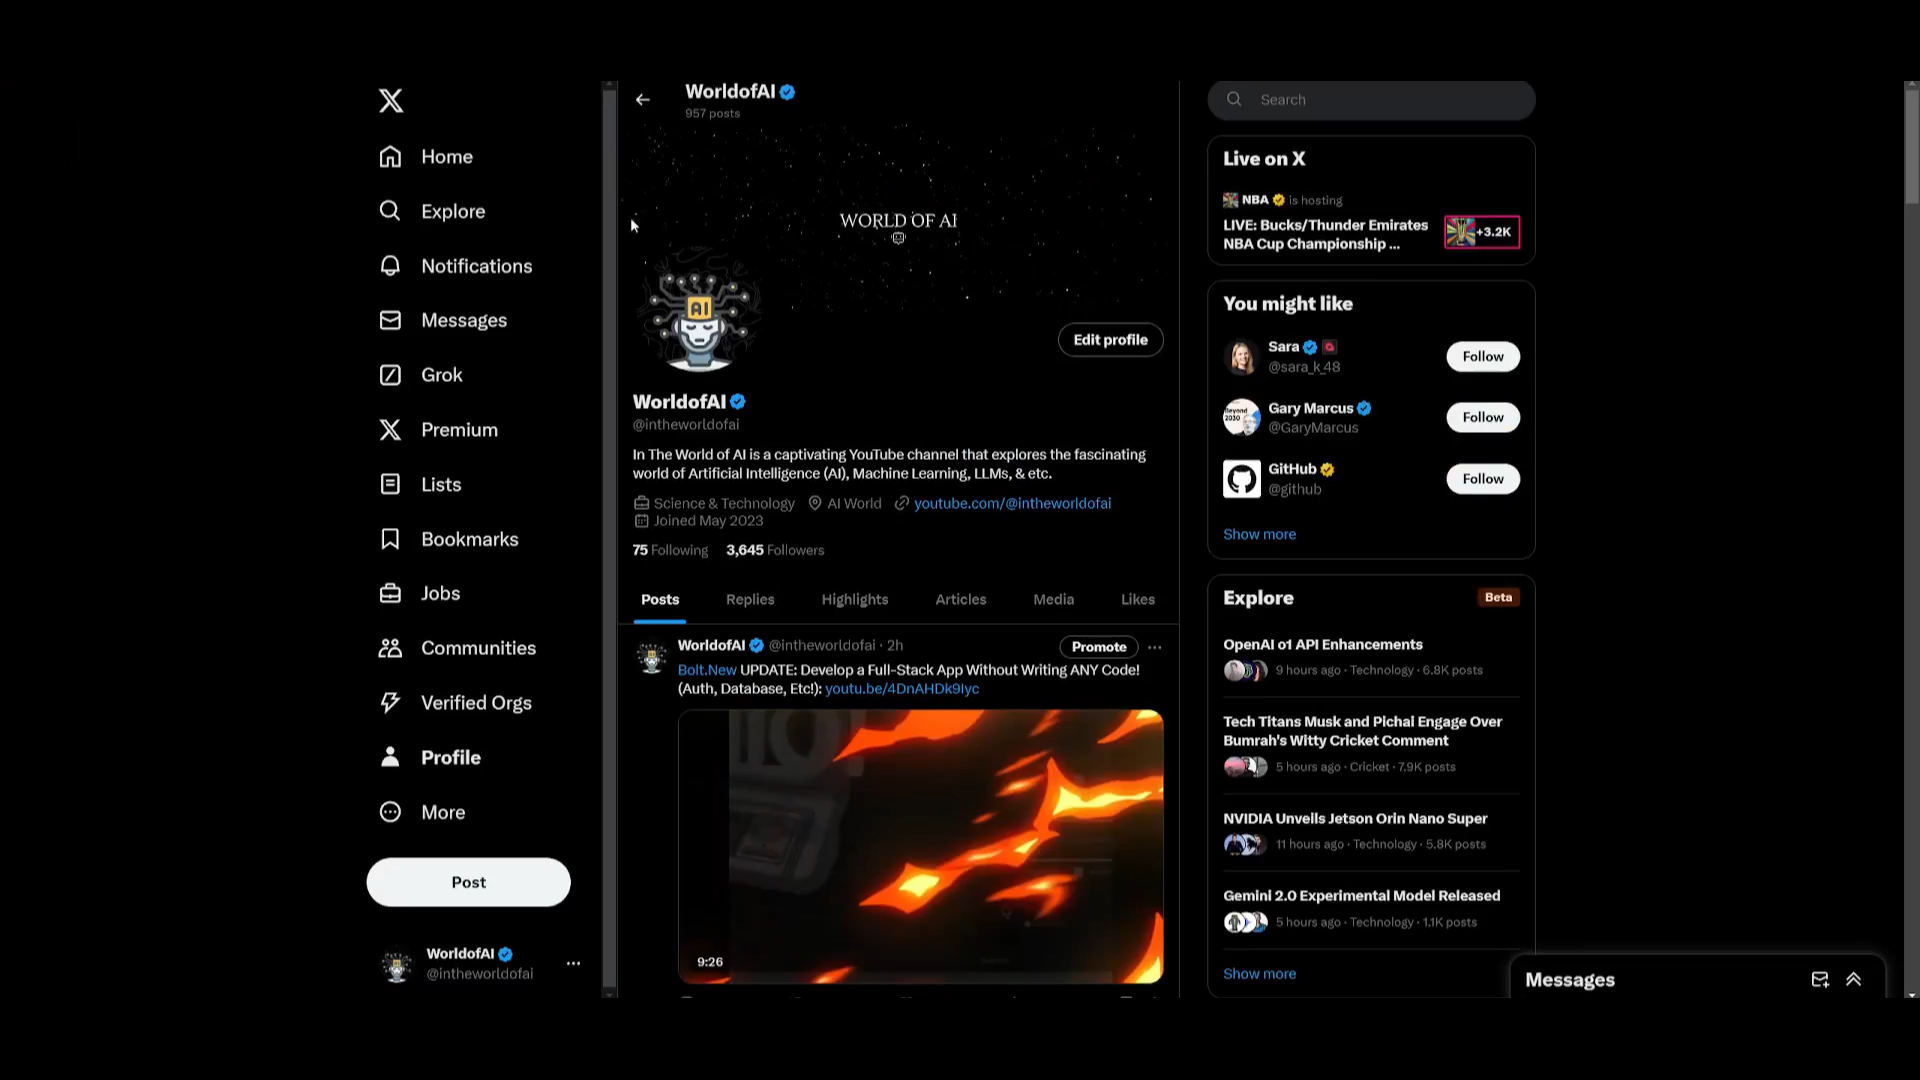 Home
Explore
Notifications
Messages
Grok
Premium
Lists
Bookmarks
Jobs
Communities
Verified Orgs
Profile
More
Post
WorldofAI
@intheworldofai
WorldofAI
957 posts
WORLD OF AI
AI
Edit profile
WorldofAI
@intheworldofai
In The World of AI is a captivating YouTube channel that explores the fascinating
world of Artificial Intelligence (AI), Machine Learning, LLMs, & etc.
Science & Technology AI World youtube.com/@intheworldofai
Joined May 2023
75 Following 3,645 Followers
Posts Replies Highlights Articles Media Likes
WorldofAI @intheworldofai · 2h Promote
Bolt.New UPDATE: Develop a Full-Stack App Without Writing ANY Code!
(Auth, Database, Etc!): youtu.be/4DnAHDk9Iyc
9:26
Search
Live on X
NBA is hosting
LIVE: Bucks/Thunder Emirates
NBA Cup Championship ...
+3.2K
You might like
Sara
@sara_k_48
Follow
Gary Marcus
@GaryMarcus
Follow
GitHub
@github
Follow
Show more
Explore Beta
OpenAI o1 API Enhancements
9 hours ago · Technology · 6.8K posts
Tech Titans Musk and Pichai Engage Over
Bumrah's Witty Cricket Comment
5 hours ago · Cricket · 7.9K posts
NVIDIA Unveils Jetson Orin Nano Super
11 hours ago · Technology · 5.8K posts
Gemini 2.0 Experimental Model Released
5 hours ago · Technology · 1.1K posts
Show more
Messages